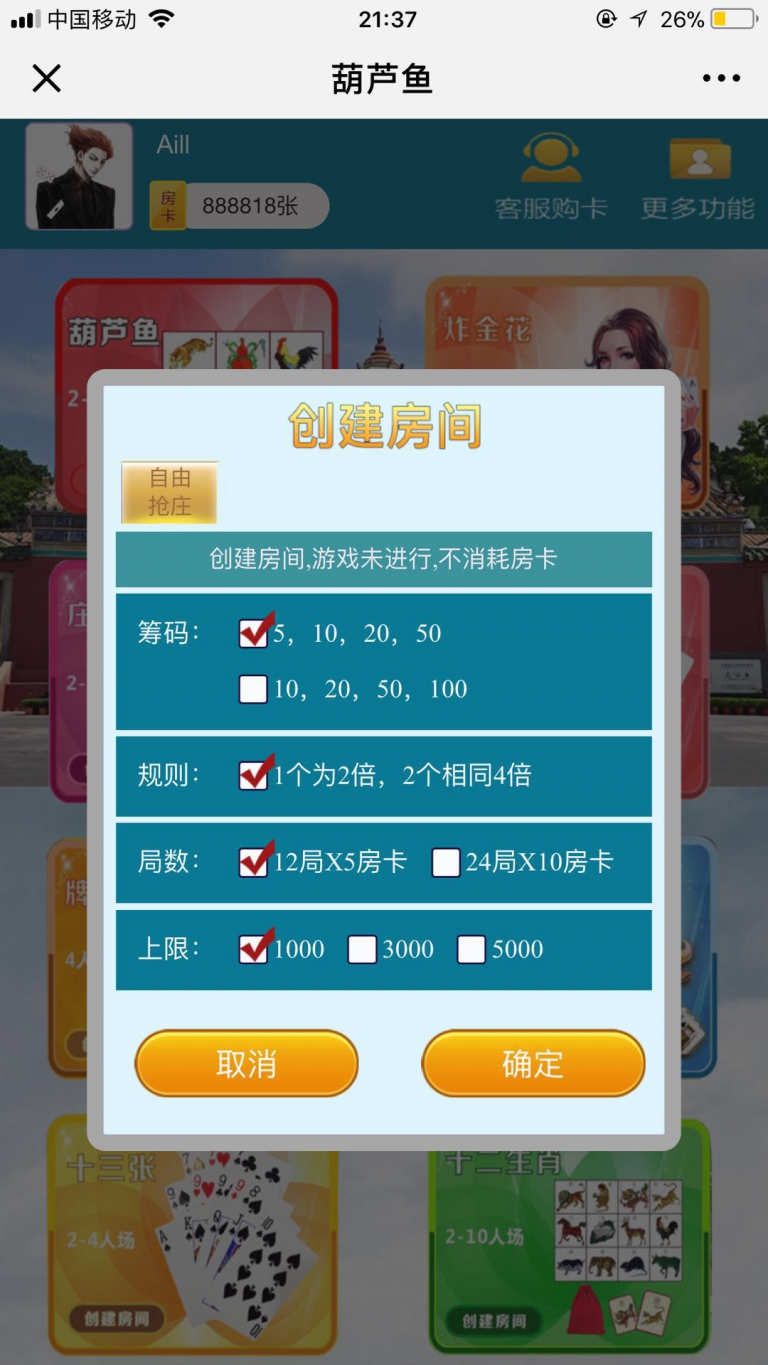 中国移动
21:37
26%
葫芦鱼
Aill
房卡
888818张
客服购卡
更多功能
葫芦鱼
炸金花
2-
创建房间
自由
抢庄
创建房间,游戏未进行,不消耗房卡
庄
筹码：
5，10，20，50
2-
10，20，50，100
规则：
1个为2倍，2个相同4倍
局数：
12局X5房卡
24局X10房卡
牌
上限：
1000
3000
5000
4人
取消
确定
十三张
十二生肖
2-4人场
2-10人场
创建房间
创建房间